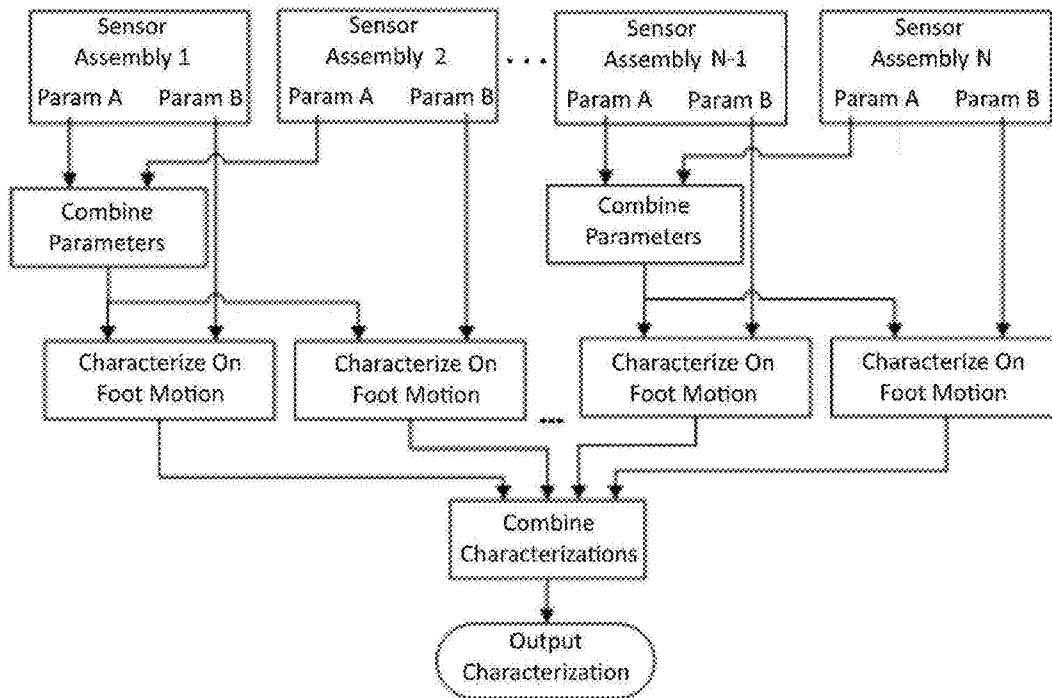 Sensor
Assembly 1
Param A Param B
Sensor
Assembly 2
Param A Param B
. . .
Sensor
Assembly N-1
Param A Param B
Sensor
Assembly N
Param A Param B
Combine
Parameters
Combine
Parameters
Characterize On
Foot Motion
Characterize On
Foot Motion
...
Characterize On
Foot Motion
Characterize On
Foot Motion
Combine
Characterizations
Output
Characterization